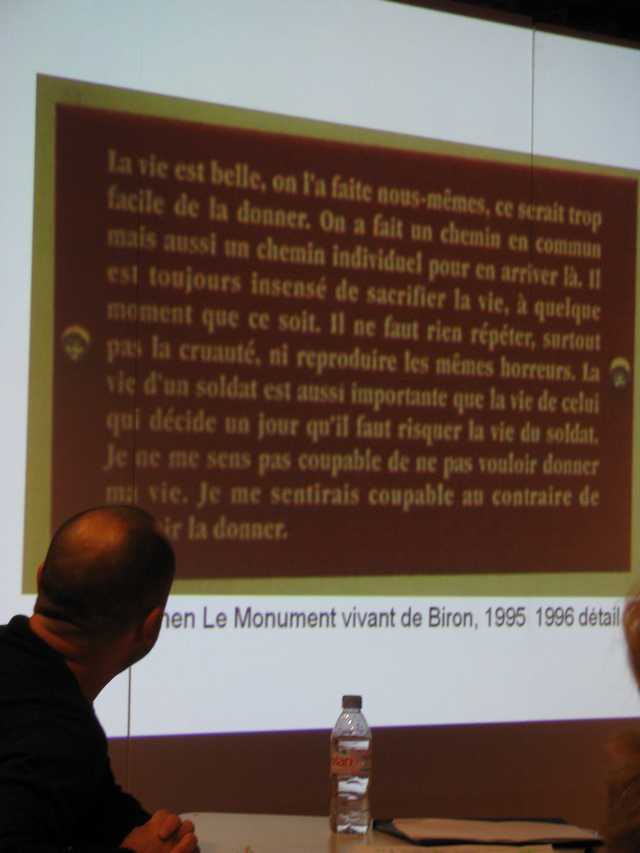 La vie est belle, on l'a faite nous-mêmes, ce serait trop
facile de la donner. On a fait un chemin en commun
mais aussi un chemin individuel pour en arriver là. Il
est toujours insensé de sacrifier la vie, à quelque
moment que ce soit. Il ne faut rien répéter, surtout
pas la cruauté, ni reproduire les mêmes horreurs. La
vie d'un soldat est aussi importante que la vie de celui
qui décide un jour qu'il faut risquer la vie du soldat.
Je ne me sens pas coupable de ne pas vouloir donner
ma vie. Je me sentirais coupable au contraire de
ir la donner.
hen Le Monument vivant de Biron, 1995 1996 détail